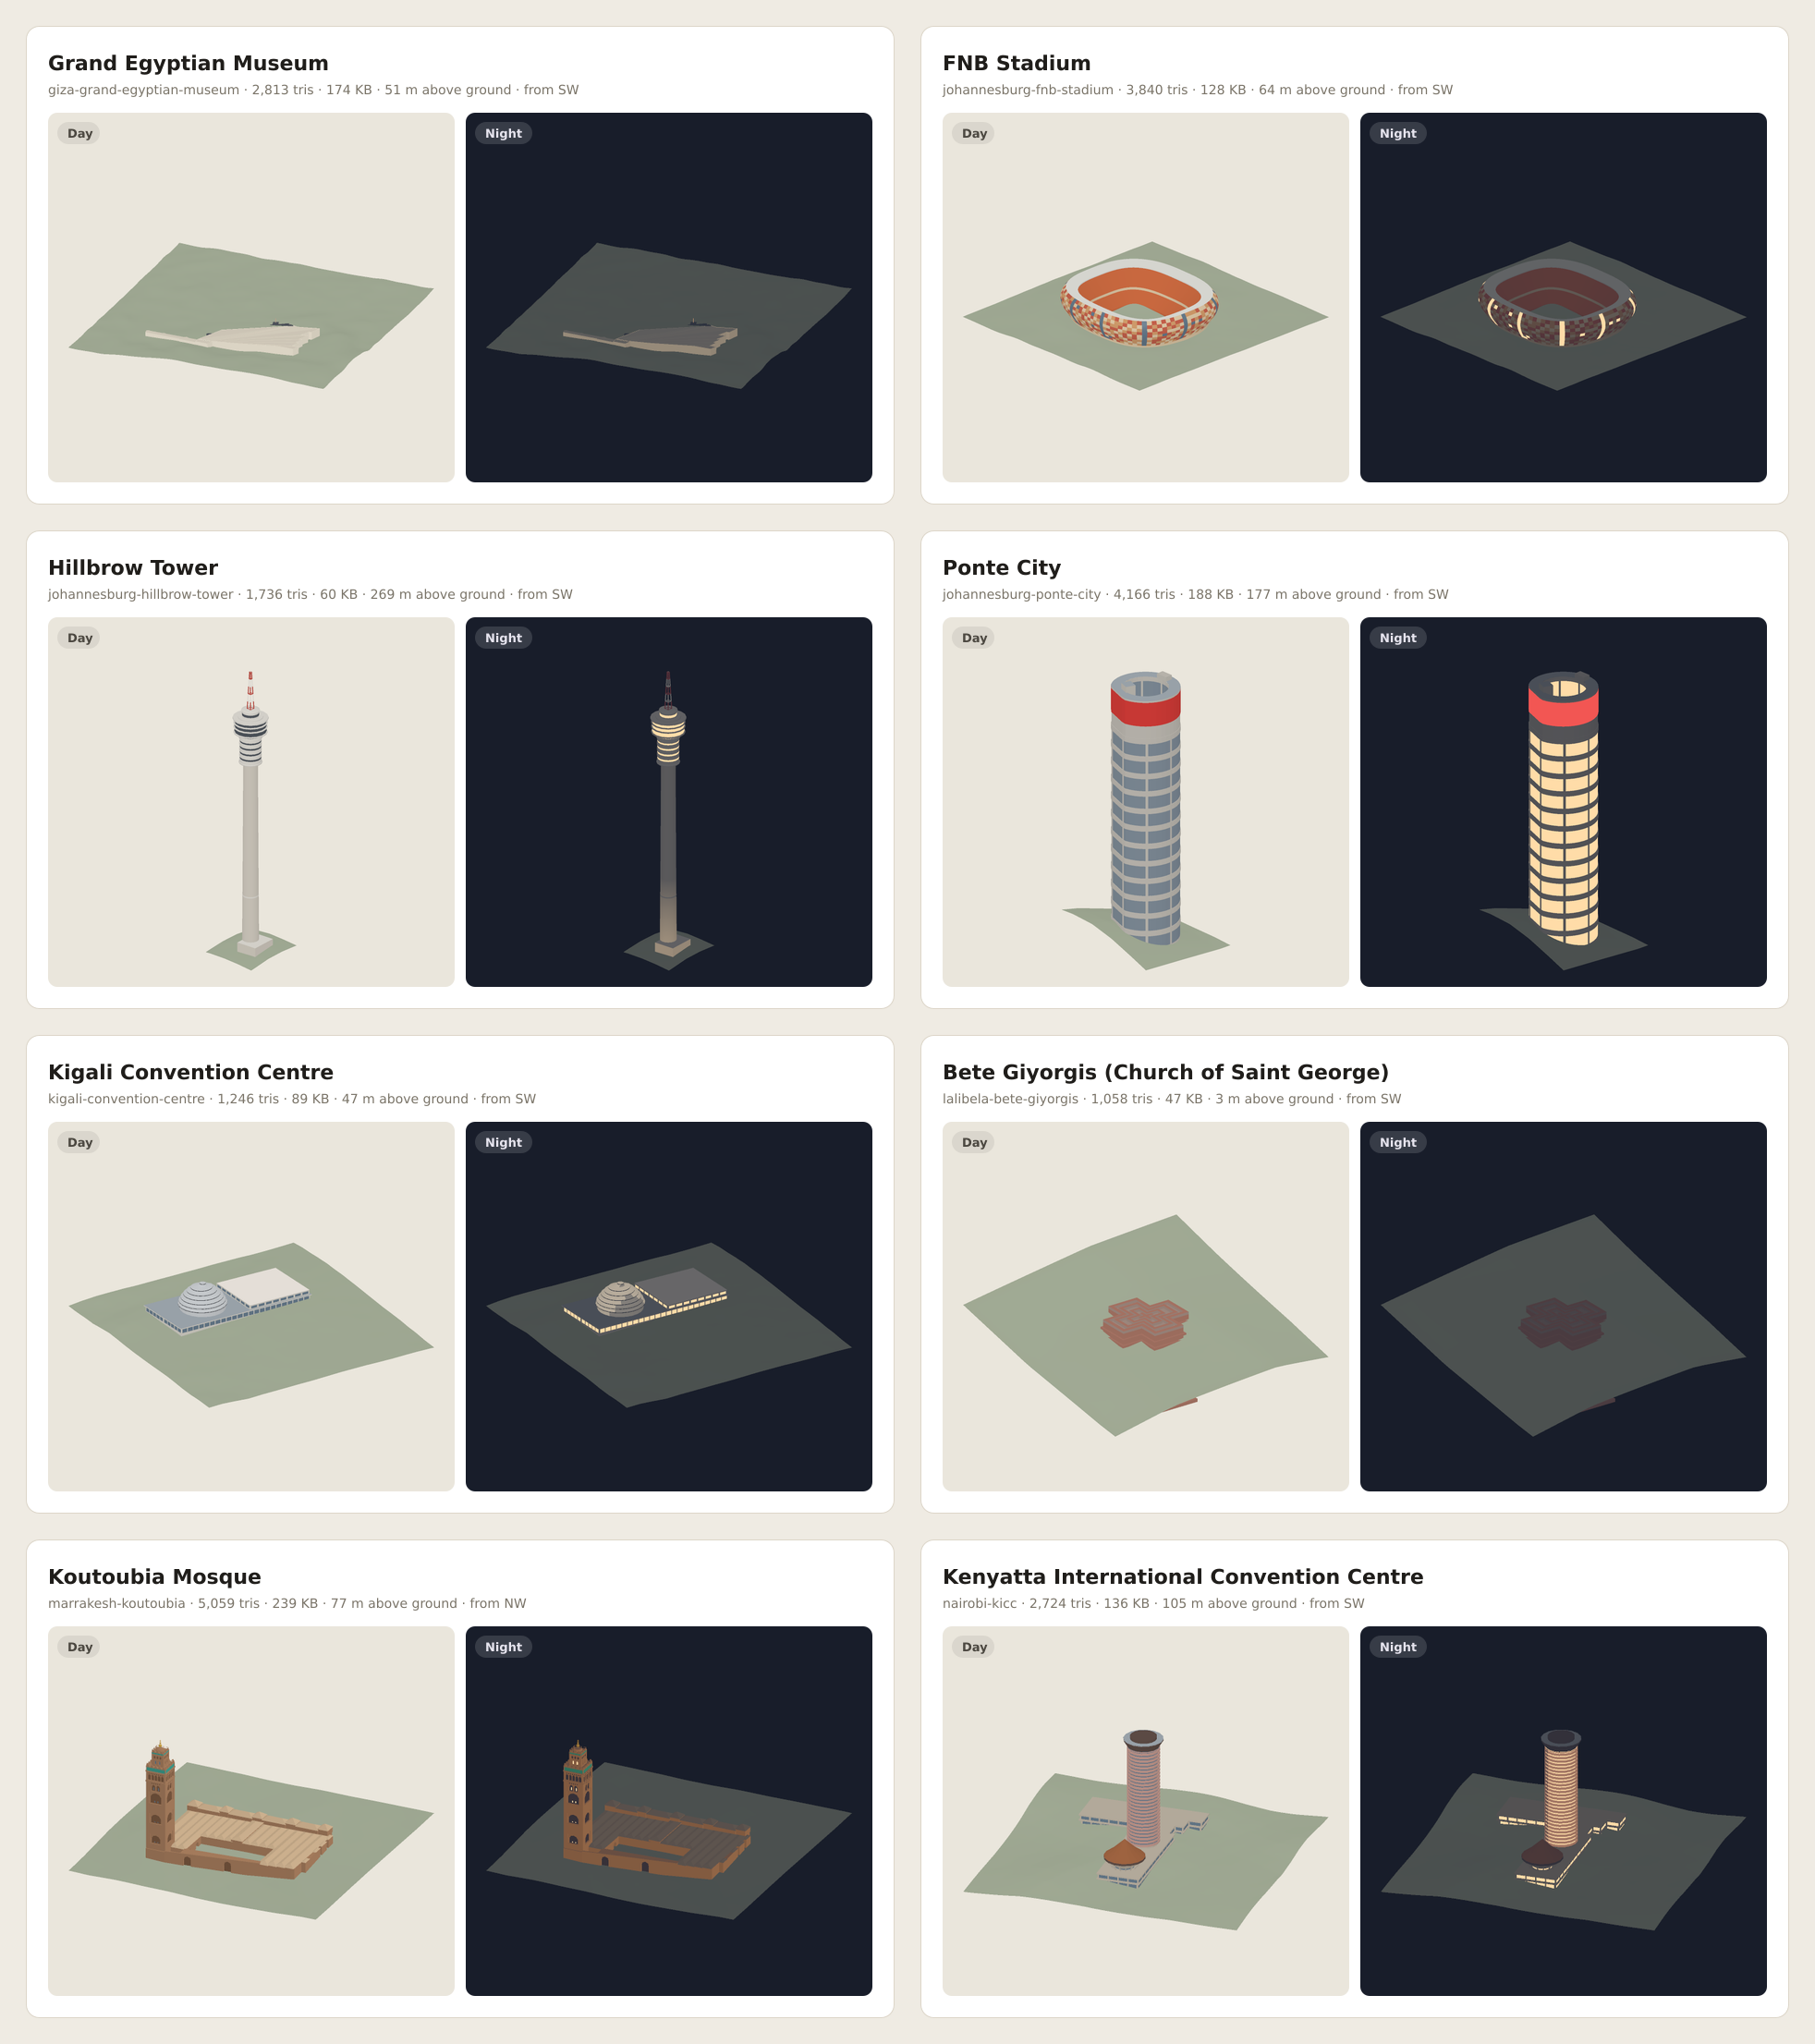 Grand Egyptian Museum
giza-grand-egyptian-museum · 2,813 tris · 174 KB · 51 m above ground · from SW
Day
Night
FNB Stadium
johannesburg-fnb-stadium · 3,840 tris · 128 KB · 64 m above ground · from SW
Day
Night
Hillbrow Tower
johannesburg-hillbrow-tower · 1,736 tris · 60 KB · 269 m above ground · from SW
Day
Night
Ponte City
johannesburg-ponte-city · 4,166 tris · 188 KB · 177 m above ground · from SW
Day
Night
Kigali Convention Centre
kigali-convention-centre · 1,246 tris · 89 KB · 47 m above ground · from SW
Day
Night
Bete Giyorgis (Church of Saint George)
lalibela-bete-giyorgis · 1,058 tris · 47 KB · 3 m above ground · from SW
Day
Night
Koutoubia Mosque
marrakesh-koutoubia · 5,059 tris · 239 KB · 77 m above ground · from NW
Day
Night
Kenyatta International Convention Centre
nairobi-kicc · 2,724 tris · 136 KB · 105 m above ground · from SW
Day
Night